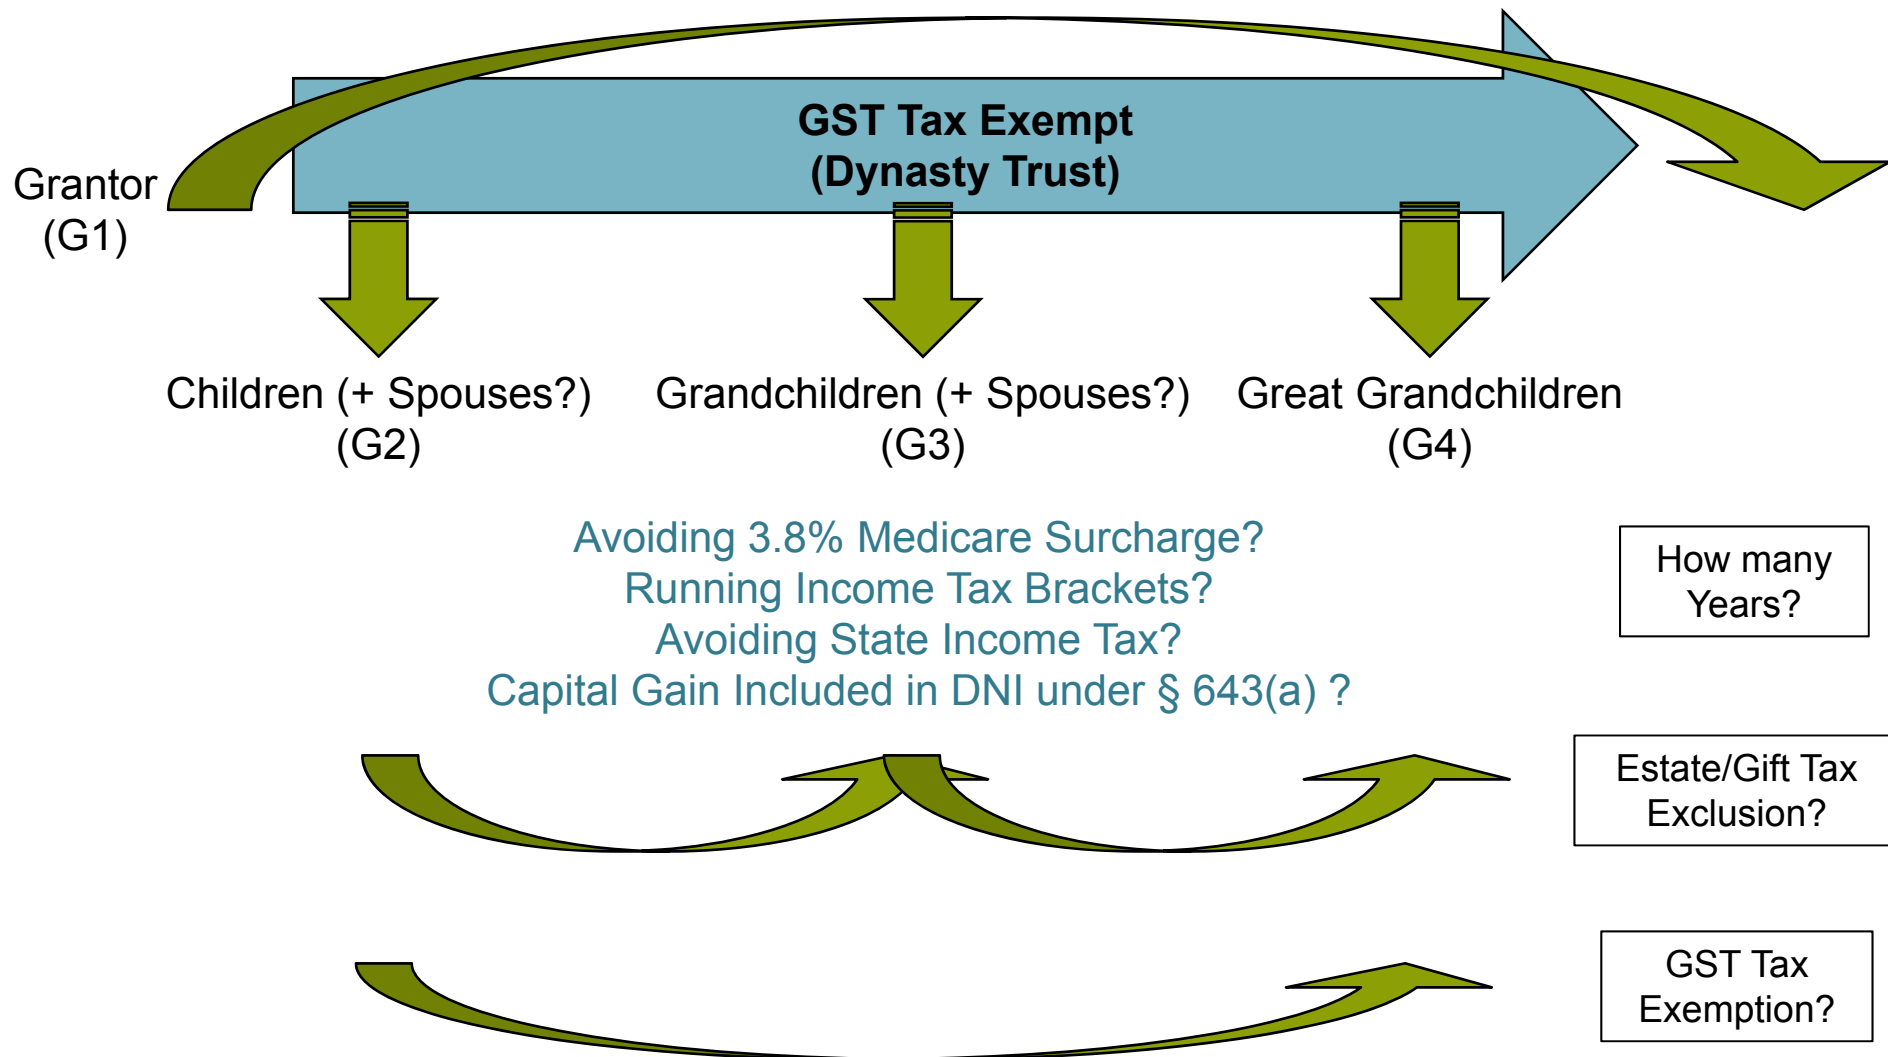 GST Tax Exempt
(Dynasty Trust)
Grantor
(G1)
Children (+ Spouses?)
(G2)
Grandchildren (+ Spouses?)
(G3)
Great Grandchildren
(G4)
Avoiding 3.8% Medicare Surcharge?
Running Income Tax Brackets?
Avoiding State Income Tax?
Capital Gain Included in DNI under § 643(a) ?
How many
Years?
Estate/Gift Tax
Exclusion?
GST Tax
Exemption?